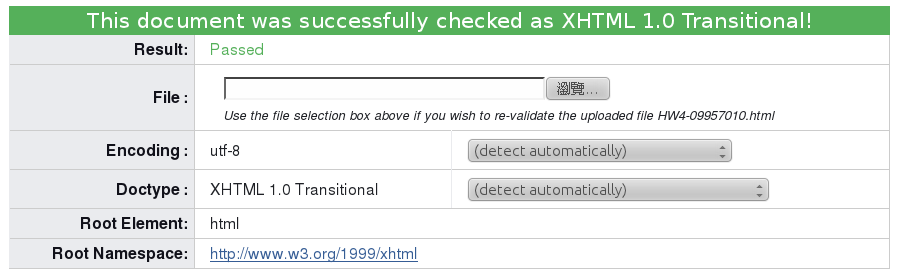 This document was successfully checked as XHTML 1.0 Transitional!
Result: Passed
File : 瀏覽...
Use the file selection box above if you wish to re-validate the uploaded file HW4-09957010.html
Encoding : utf-8 (detect automatically)
Doctype : XHTML 1.0 Transitional (detect automatically)
Root Element: html
Root Namespace: http://www.w3.org/1999/xhtml